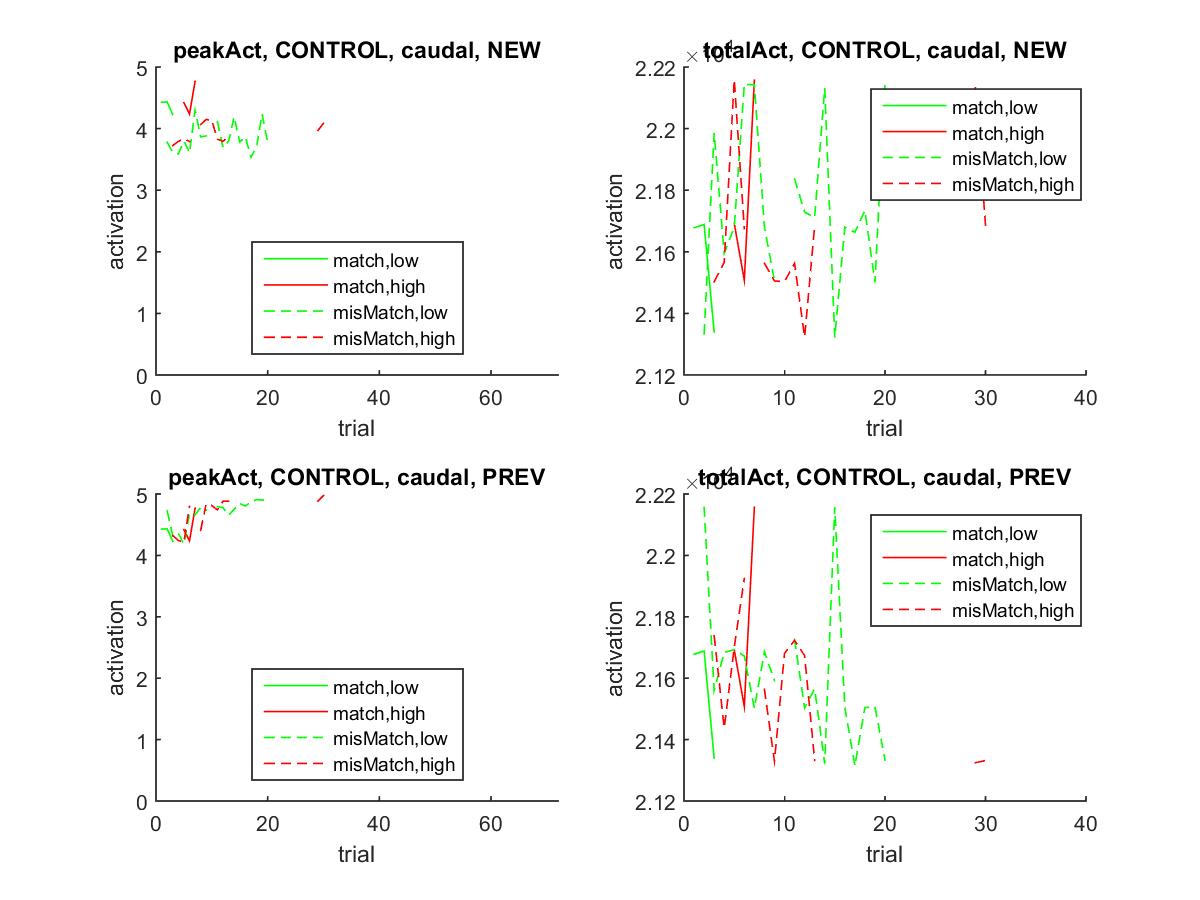 peakAct, CONTROL, caudal, NEW
5
4
3
2
1
0
activation
match,low
match,high
misMatch,low
misMatch,high
0 20 40 60
trial
totalAct, CONTROL, caudal, NEW
2.22
2.2
2.18
2.16
2.14
2.12
activation
match,low
match,high
misMatch,low
misMatch,high
0 10 20 30 40
trial
peakAct, CONTROL, caudal, PREV
5
4
3
2
1
0
activation
match,low
match,high
misMatch,low
misMatch,high
0 20 40 60
trial
totalAct, CONTROL, caudal, PREV
2.22
2.2
2.18
2.16
2.14
2.12
activation
match,low
match,high
misMatch,low
misMatch,high
0 10 20 30 40
trial